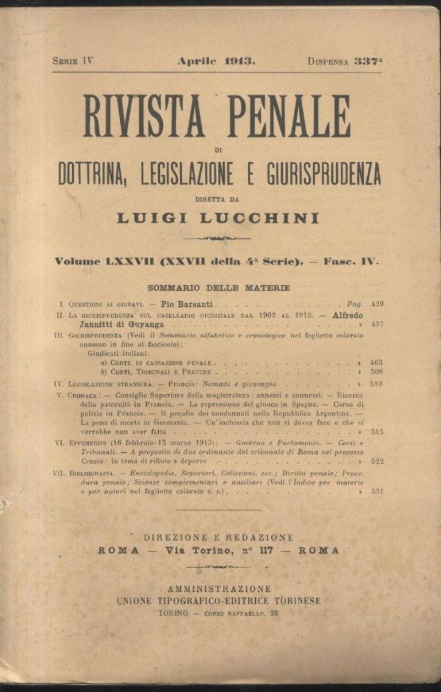 SERIE IV Aprile 1913. DISPENSA 337ª
RIVISTA PENALE
DI
DOTTRINA, LEGISLAZIONE E GIURISPRUDENZA
DIRETTA DA
LUIGI LUCCHINI
Volume LXXVII (XXVII della 4ª Serie). — Fasc. IV.
SOMMARIO DELLE MATERIE
I. QUESTIONI AI GIURATI. — Pio Barsanti . . . . . Pag. 429
II. LA GIURISPRUDENZA SUL CASELLARIO GIUDIZIALE DAL 1902 AL 1912. — Alfredo
Jannitti di Guyanga . . . . . » 437
III. GIURISPRUDENZA (Vedi il Sommario alfabetico e cronologico nel foglietto colorato
annesso in fine al fascicolo):
Giudicati italiani:
a) CORTE DI CASSAZIONE PENALE . . . . . » 463
b) CORTI, TRIBUNALI E PRETURE . . . . . » 508
IV. LEGISLAZIONE STRANIERA. — Francia: Nomadi e giravaghi . . . . . » 510
V. CRONACA: — Consiglio Superiore della magistratura: annessi e connessi. — Ricerca
della paternità in Francia. — La repressione del giuoco in Spagna. — Corso di
polizia in Francia. — Il peculio dei condannati nella Repubblica Argentina. —
La pena di morte in Germania. — Un'inchiesta che non si dovea fare e che si
vorrebbe non aver fatta . . . . . » 515
VI. EFFEMERIDI (16 febbraio-15 marzo 1913): — Governo e Parlamento. — Corti e
Tribunali. — A proposito di due ordinanze del tribunale di Roma nel processo
Cresta: in tema di rifiuto a deporre . . . . . » 522
VII. BIBLIOGRAFIA. — Enciclopedie, Repertori, Collezioni, ecc.; Diritto penale; Proce-
dura penale; Scienze complementari e ausiliari (Vedi l'Indice per materie
e per autori nel foglietto colorato c. s.) . . . . . » 531
DIREZIONE E REDAZIONE
ROMA — Via Torino, nº 117 — ROMA
AMMINISTRAZIONE
UNIONE TIPOGRAFICO-EDITRICE TORINESE
TORINO — CORSO RAFFAELLO, 28